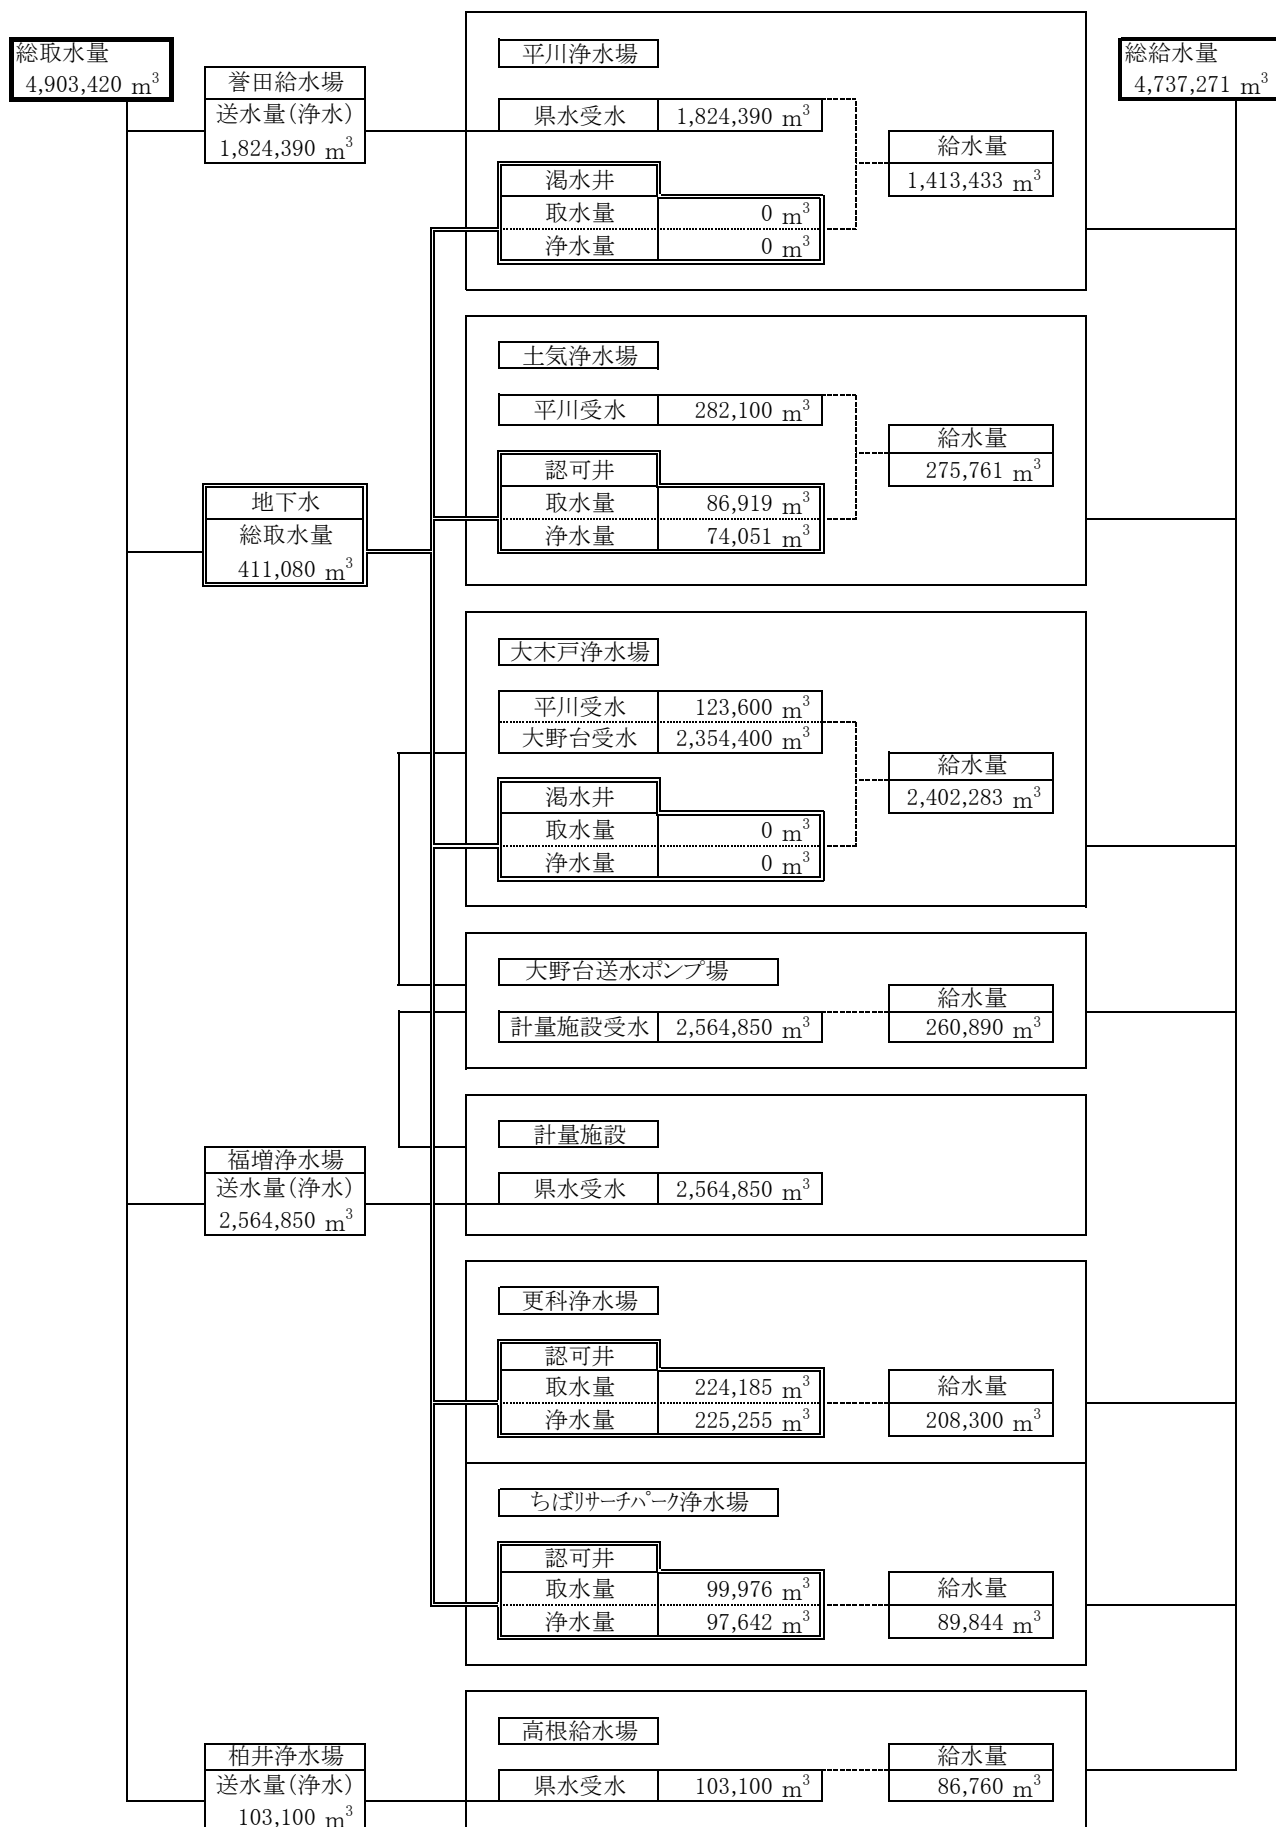 総取水量
4,903,420 m³
誉田給水場
送水量(浄水)
1,824,390 m³
平川浄水場
県水受水 1,824,390 m³
渇水井
取水量 0 m³
浄水量 0 m³
給水量
1,413,433 m³
総給水量
4,737,271 m³
土気浄水場
平川受水 282,100 m³
認可井
取水量 86,919 m³
浄水量 74,051 m³
給水量
275,761 m³
地下水
総取水量
411,080 m³
大木戸浄水場
平川受水 123,600 m³
大野台受水 2,354,400 m³
渇水井
取水量 0 m³
浄水量 0 m³
給水量
2,402,283 m³
大野台送水ポンプ場
計量施設受水 2,564,850 m³
給水量
260,890 m³
計量施設
県水受水 2,564,850 m³
福増浄水場
送水量(浄水)
2,564,850 m³
更科浄水場
認可井
取水量 224,185 m³
浄水量 225,255 m³
給水量
208,300 m³
ちばﾘｻｰﾁﾊﾟｰｸ浄水場
認可井
取水量 99,976 m³
浄水量 97,642 m³
給水量
89,844 m³
高根給水場
県水受水 103,100 m³
給水量
86,760 m³
柏井浄水場
送水量(浄水)
103,100 m³